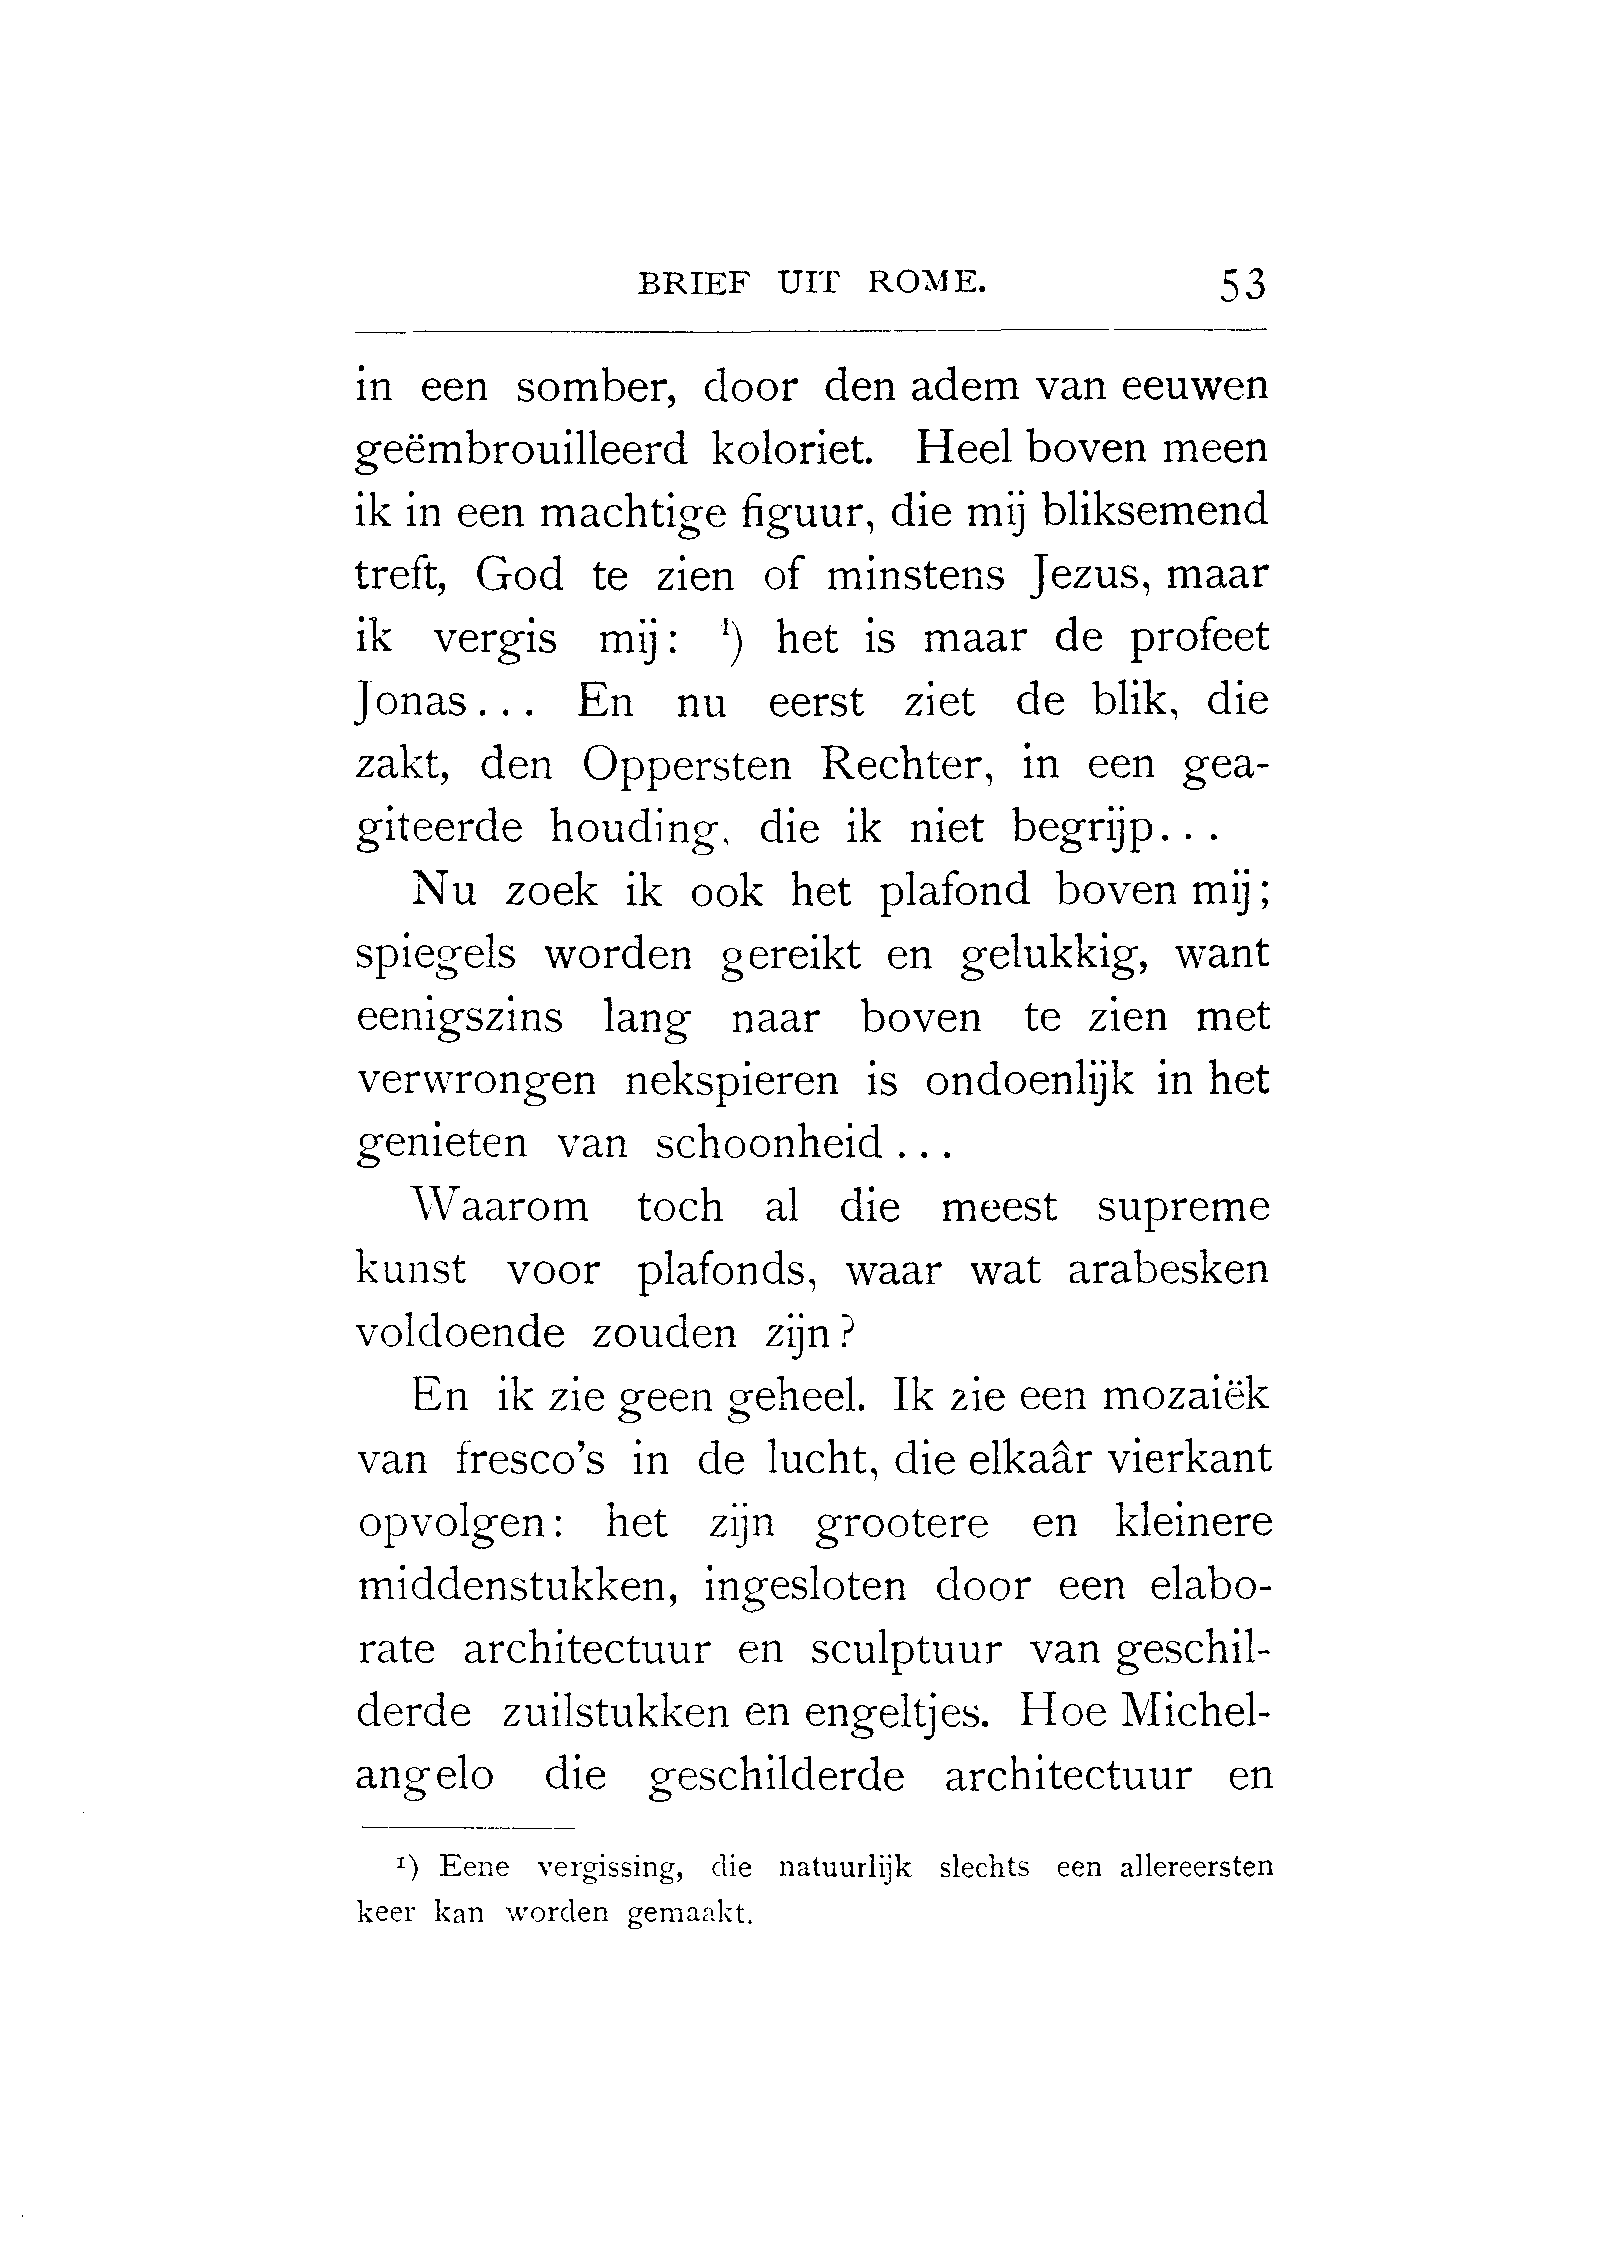 BRIEF UIT ROME. 53
in een somber, door den adem van eeuwen
geëmbrouilleerd koloriet. Heel boven meen
ik in een machtige figuur, die mij bliksemend
treft, God te zien of minstens Jezus, maar
ik vergis mij: ¹) het is maar de profeet
Jonas... En nu eerst ziet de blik, die
zakt, den Oppersten Rechter, in een gea-
giteerde houding, die ik niet begrijp...
Nu zoek ik ook het plafond boven mij;
spiegels worden gereikt en gelukkig, want
eenigszins lang naar boven te zien met
verwrongen nekspieren is ondoenlijk in het
genieten van schoonheid...
Waarom toch al die meest supreme
kunst voor plafonds, waar wat arabesken
voldoende zouden zijn?
En ik zie geen geheel. Ik zie een mozaiëk
van fresco's in de lucht, die elkaâr vierkant
opvolgen: het zijn grootere en kleinere
middenstukken, ingesloten door een elabo-
rate architectuur en sculptuur van geschil-
derde zuilstukken en engeltjes. Hoe Michel-
angelo die geschilderde architectuur en
¹) Eene vergissing, die natuurlijk slechts een allereersten
keer kan worden gemaakt.